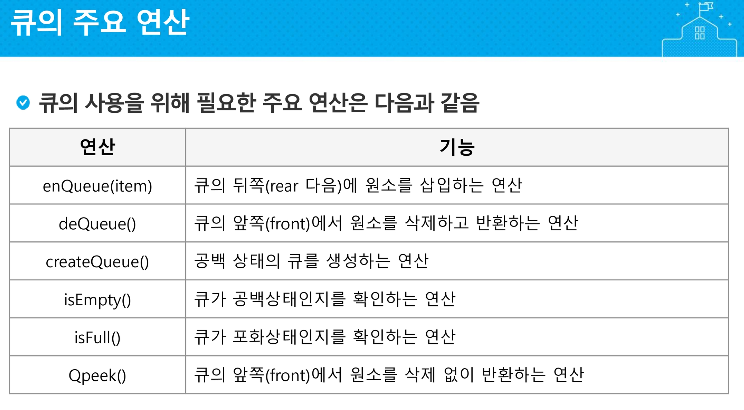 큐의 주요 연산
큐의 사용을 위해 필요한 주요 연산은 다음과 같음
연산 기능
enQueue(item) 큐의 뒤쪽(rear 다음)에 원소를 삽입하는 연산
deQueue() 큐의 앞쪽(front)에서 원소를 삭제하고 반환하는 연산
createQueue() 공백 상태의 큐를 생성하는 연산
isEmpty() 큐가 공백상태인지를 확인하는 연산
isFull() 큐가 포화상태인지를 확인하는 연산
Qpeek() 큐의 앞쪽(front)에서 원소를 삭제 없이 반환하는 연산